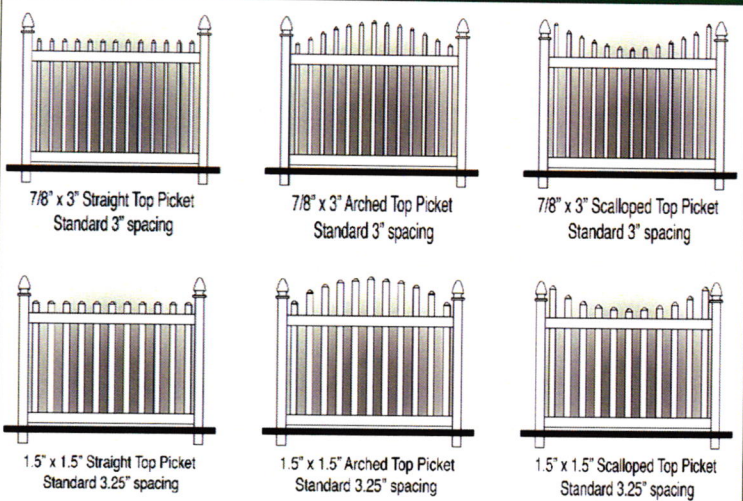 7/8" x 3" Straight Top Picket
Standard 3" spacing
7/8" x 3" Arched Top Picket
Standard 3" spacing
7/8" x 3" Scalloped Top Picket
Standard 3" spacing
1.5" x 1.5" Straight Top Picket
Standard 3.25" spacing
1.5" x 1.5" Arched Top Picket
Standard 3.25" spacing
1.5" x 1.5" Scalloped Top Picket
Standard 3.25" spacing